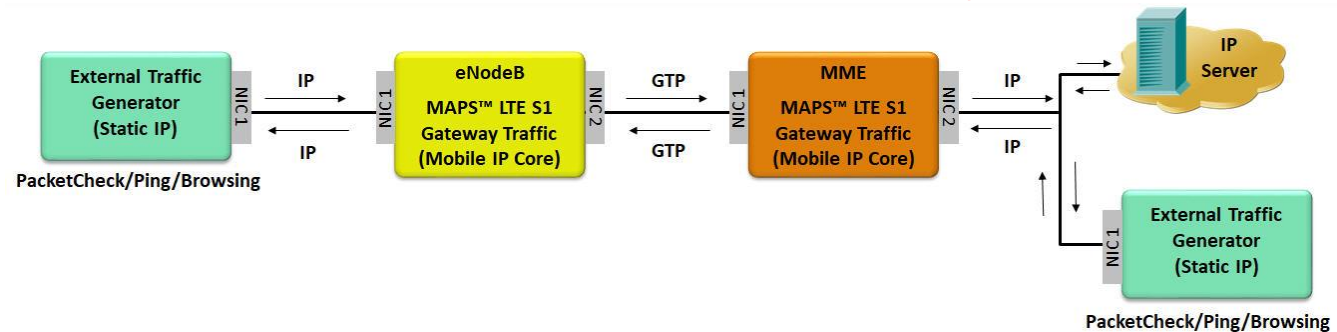 External Traffic
Generator
(Static IP)
NIC 1
PacketCheck/Ping/Browsing
IP
IP
NIC 1
eNodeB
MAPS™ LTE S1
Gateway Traffic
(Mobile IP Core)
NIC 2
GTP
GTP
NIC 1
MME
MAPS™ LTE S1
Gateway Traffic
(Mobile IP Core)
NIC 2
IP
IP
IP
Server
NIC 1
External Traffic
Generator
(Static IP)
PacketCheck/Ping/Browsing